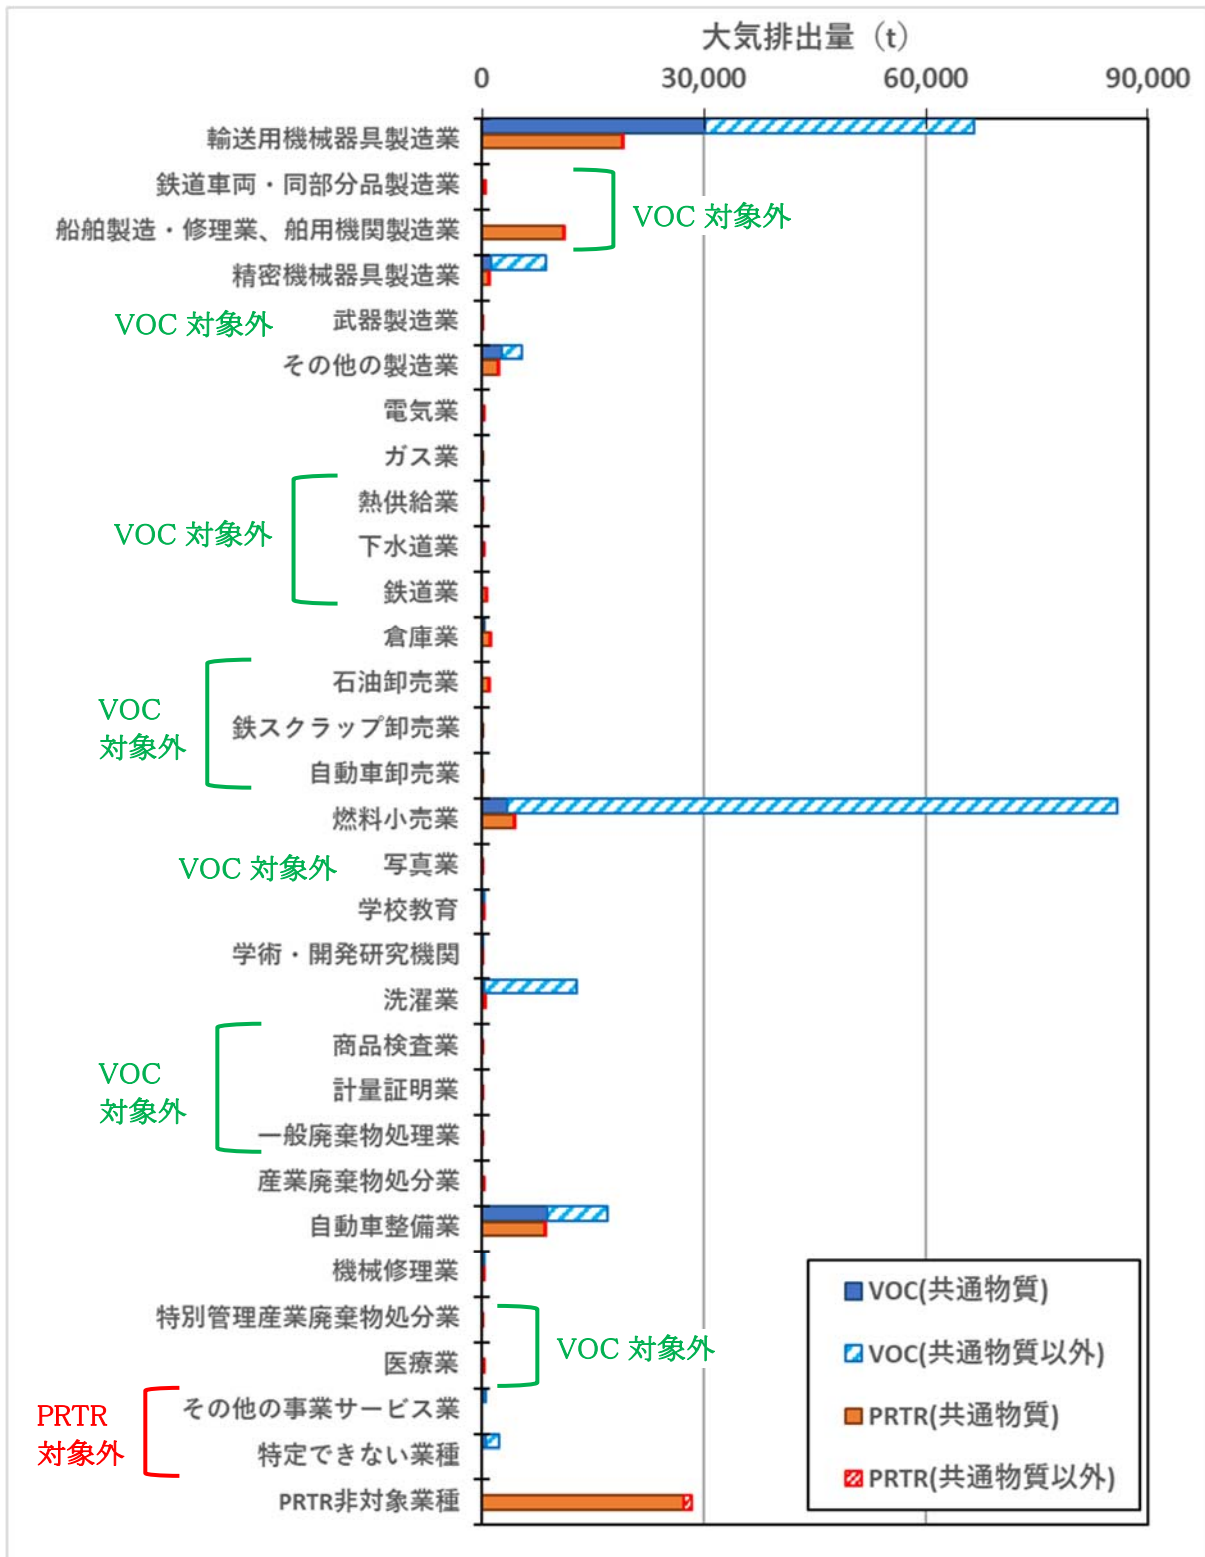 大気排出量（t）
0 30,000 60,000 90,000
輸送用機械器具製造業
鉄道車両・同部分品製造業
VOC 対象外
船舶製造・修理業、舶用機関製造業
精密機械器具製造業
VOC 対象外
武器製造業
その他の製造業
電気業
ガス業
熱供給業
VOC 対象外
下水道業
鉄道業
倉庫業
石油卸売業
VOC
対象外
鉄スクラップ卸売業
自動車卸売業
燃料小売業
VOC 対象外
写真業
学校教育
学術・開発研究機関
洗濯業
商品検査業
VOC
対象外
計量証明業
一般廃棄物処理業
産業廃棄物処分業
自動車整備業
機械修理業
特別管理産業廃棄物処分業
VOC 対象外
医療業
PRTR
対象外
その他の事業サービス業
特定できない業種
PRTR非対象業種
VOC(共通物質)
VOC(共通物質以外)
PRTR(共通物質)
PRTR(共通物質以外)